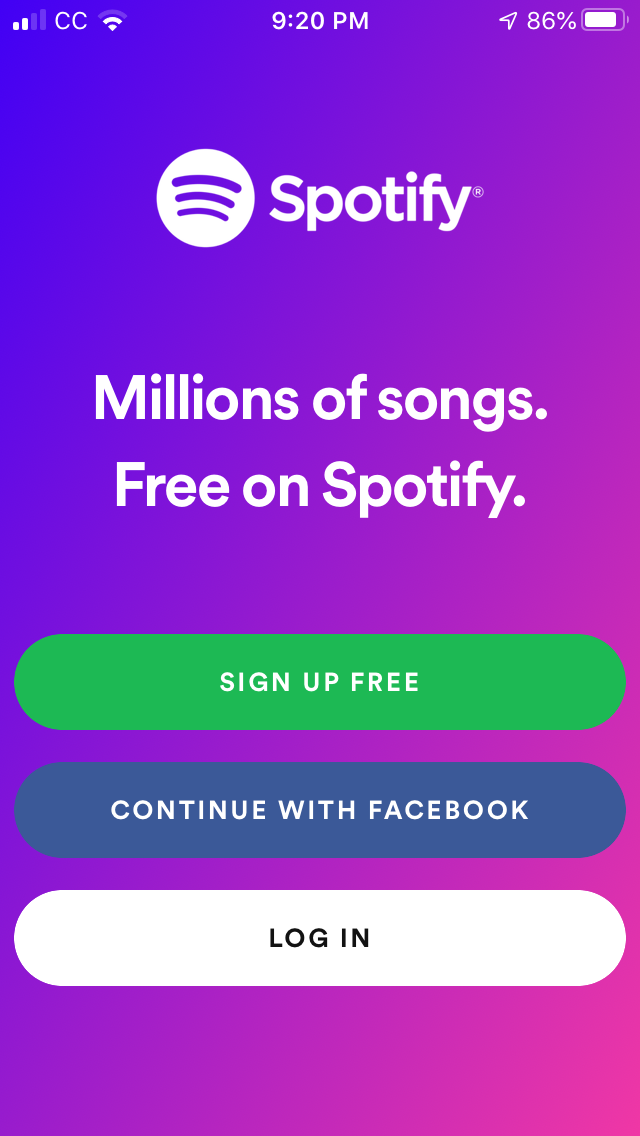 CC 9:20 PM 86%
Spotify®
Millions of songs.
Free on Spotify.
SIGN UP FREE
CONTINUE WITH FACEBOOK
LOG IN